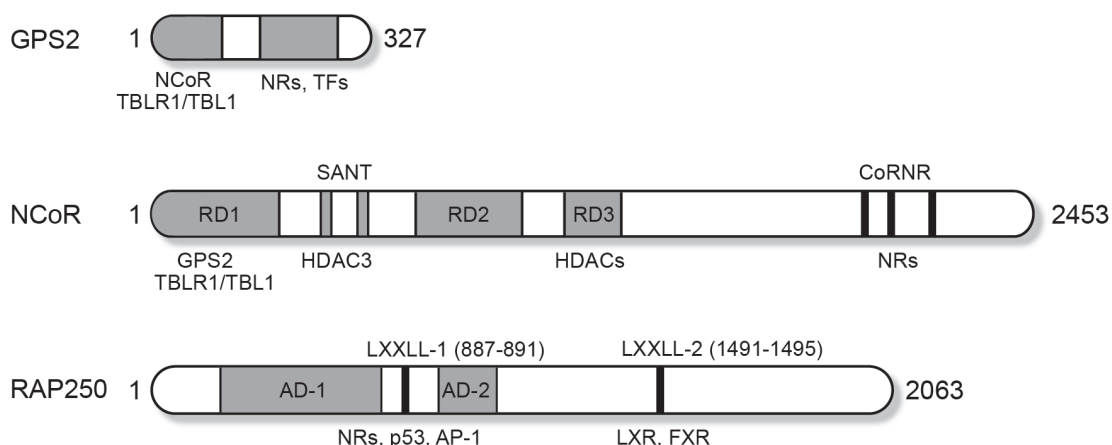 GPS2 1 327
NCoR NRs, TFs
TBLR1/TBL1
SANT CoRNR
NCoR 1 RD1 RD2 RD3 2453
GPS2 HDAC3 HDACs NRs
TBLR1/TBL1
LXXLL-1 (887-891) LXXLL-2 (1491-1495)
RAP250 1 AD-1 AD-2 2063
NRs, p53, AP-1 LXR, FXR